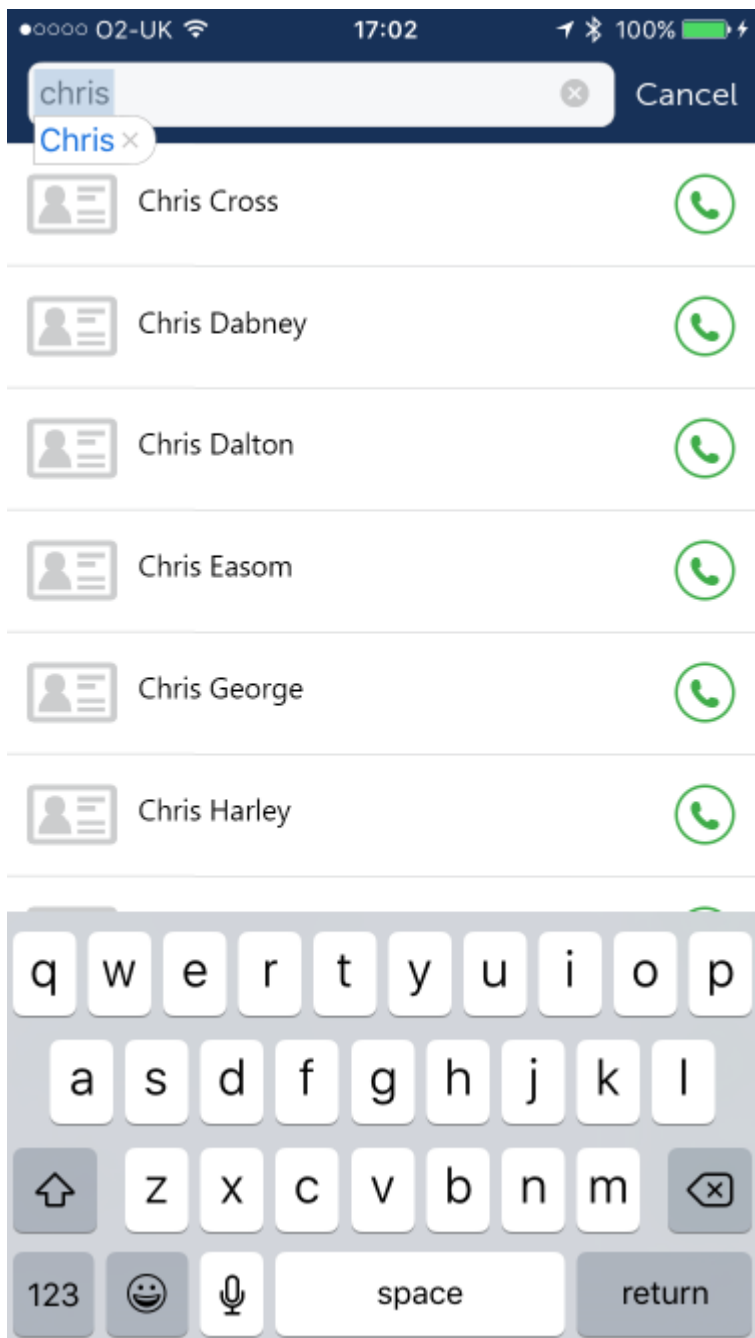 O2-UK 17:02 100%
chris Cancel
Chris ×
Chris Cross
Chris Dabney
Chris Dalton
Chris Easom
Chris George
Chris Harley
q w e r t y u i o p
a s d f g h j k l
z x c v b n m
123 space return